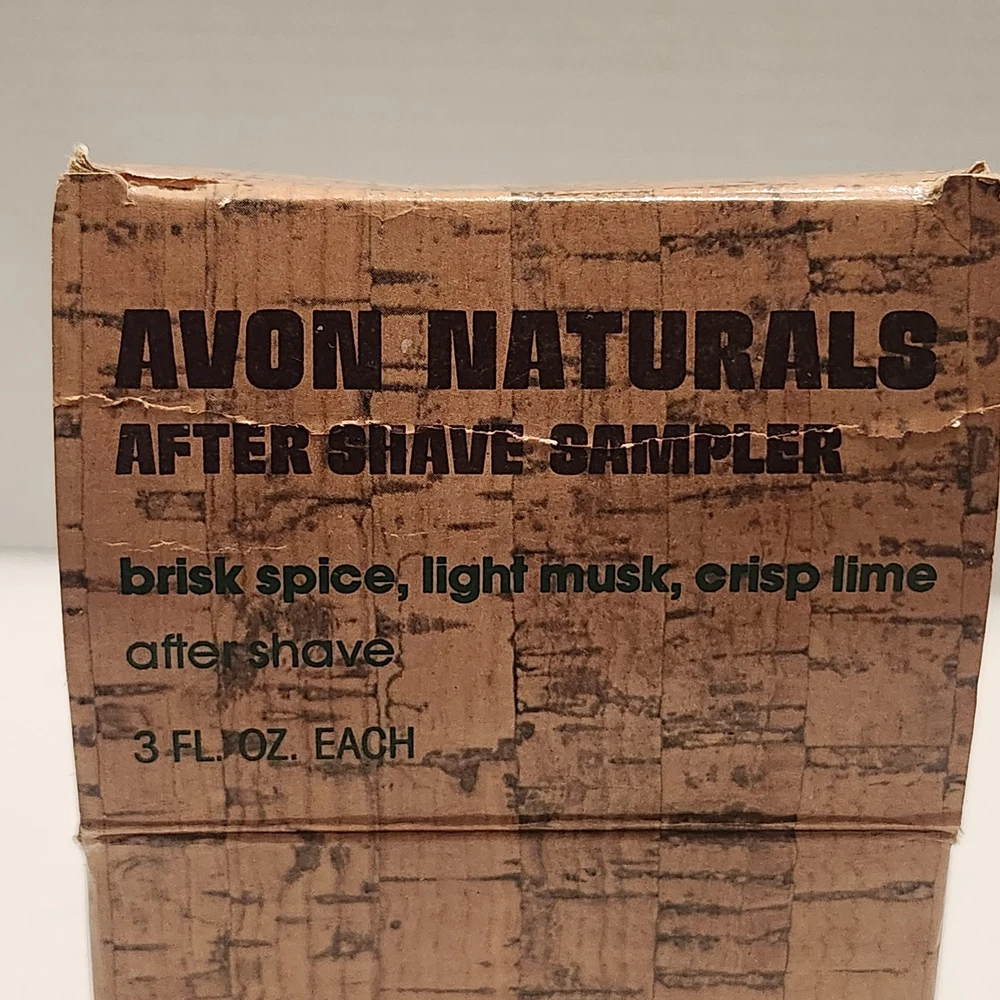 AVON NATURALS
AFTER SHAVE SAMPLER
brisk spice, light musk, crisp lime
after shave
3 FL. OZ. EACH